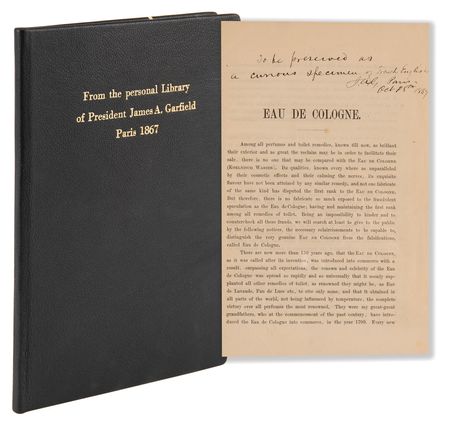 From the personal Library
of President James A. Garfield
Paris 1867
To be preserved as
a curious specimen of French English
JAG, Paris
Oct 1867
EAU DE COLOGNE.
Among all perfumes and toilet remedies, known till now, as brilliant
their exterior and so great the reclaim may be in order to facilitate their
sale, there is no one that may be compared with the EAU DE COLOGNE
(KOELNISCH WASSER). Its qualities, known every where as unparalleled
by their cosmetic effects and their calming the nerves, its exquisite
flavour have not been attained by any similar remedy, and not one fabricate
of the same kind has disputed the first rank to the EAU DE COLOGNE.
But therefore, there is no fabricate so much exposed to the fraudulent
speculation as the Eau de Cologne; having and maintaining the first rank
among all remedies of toilet. Being an impossibility to hinder and to
countercheck all these frauds, we will search at least to give to the public
by the following notices, the necessary eclaircissements to be capable to,
distinguish the very genuine EAU DE COLOGNE from the falsifications,
called Eau de Cologne.
There are now more than 150 years ago, that the EAU DE COLOGNE,
as it was called after its invention, was introduced into commerce with a
result, surpassing all expectations, the renown and celebrity of the Eau
de Cologne was spread so rapidly and so universally that it nearly sup-
planted all other remedies of toilet, as renowned they might be, as Eau
de Lavande, Eau de Luce etc., to cite only some; and that it obtained in
all parts of the world, not being influenced by temperature, the complete
victory over all perfumis the most renowned. They were my great-great
grandfathers, who at the commencement of the past century, have intro-
duced the Eau de Cologne into commerce, in the year 1709. Every new